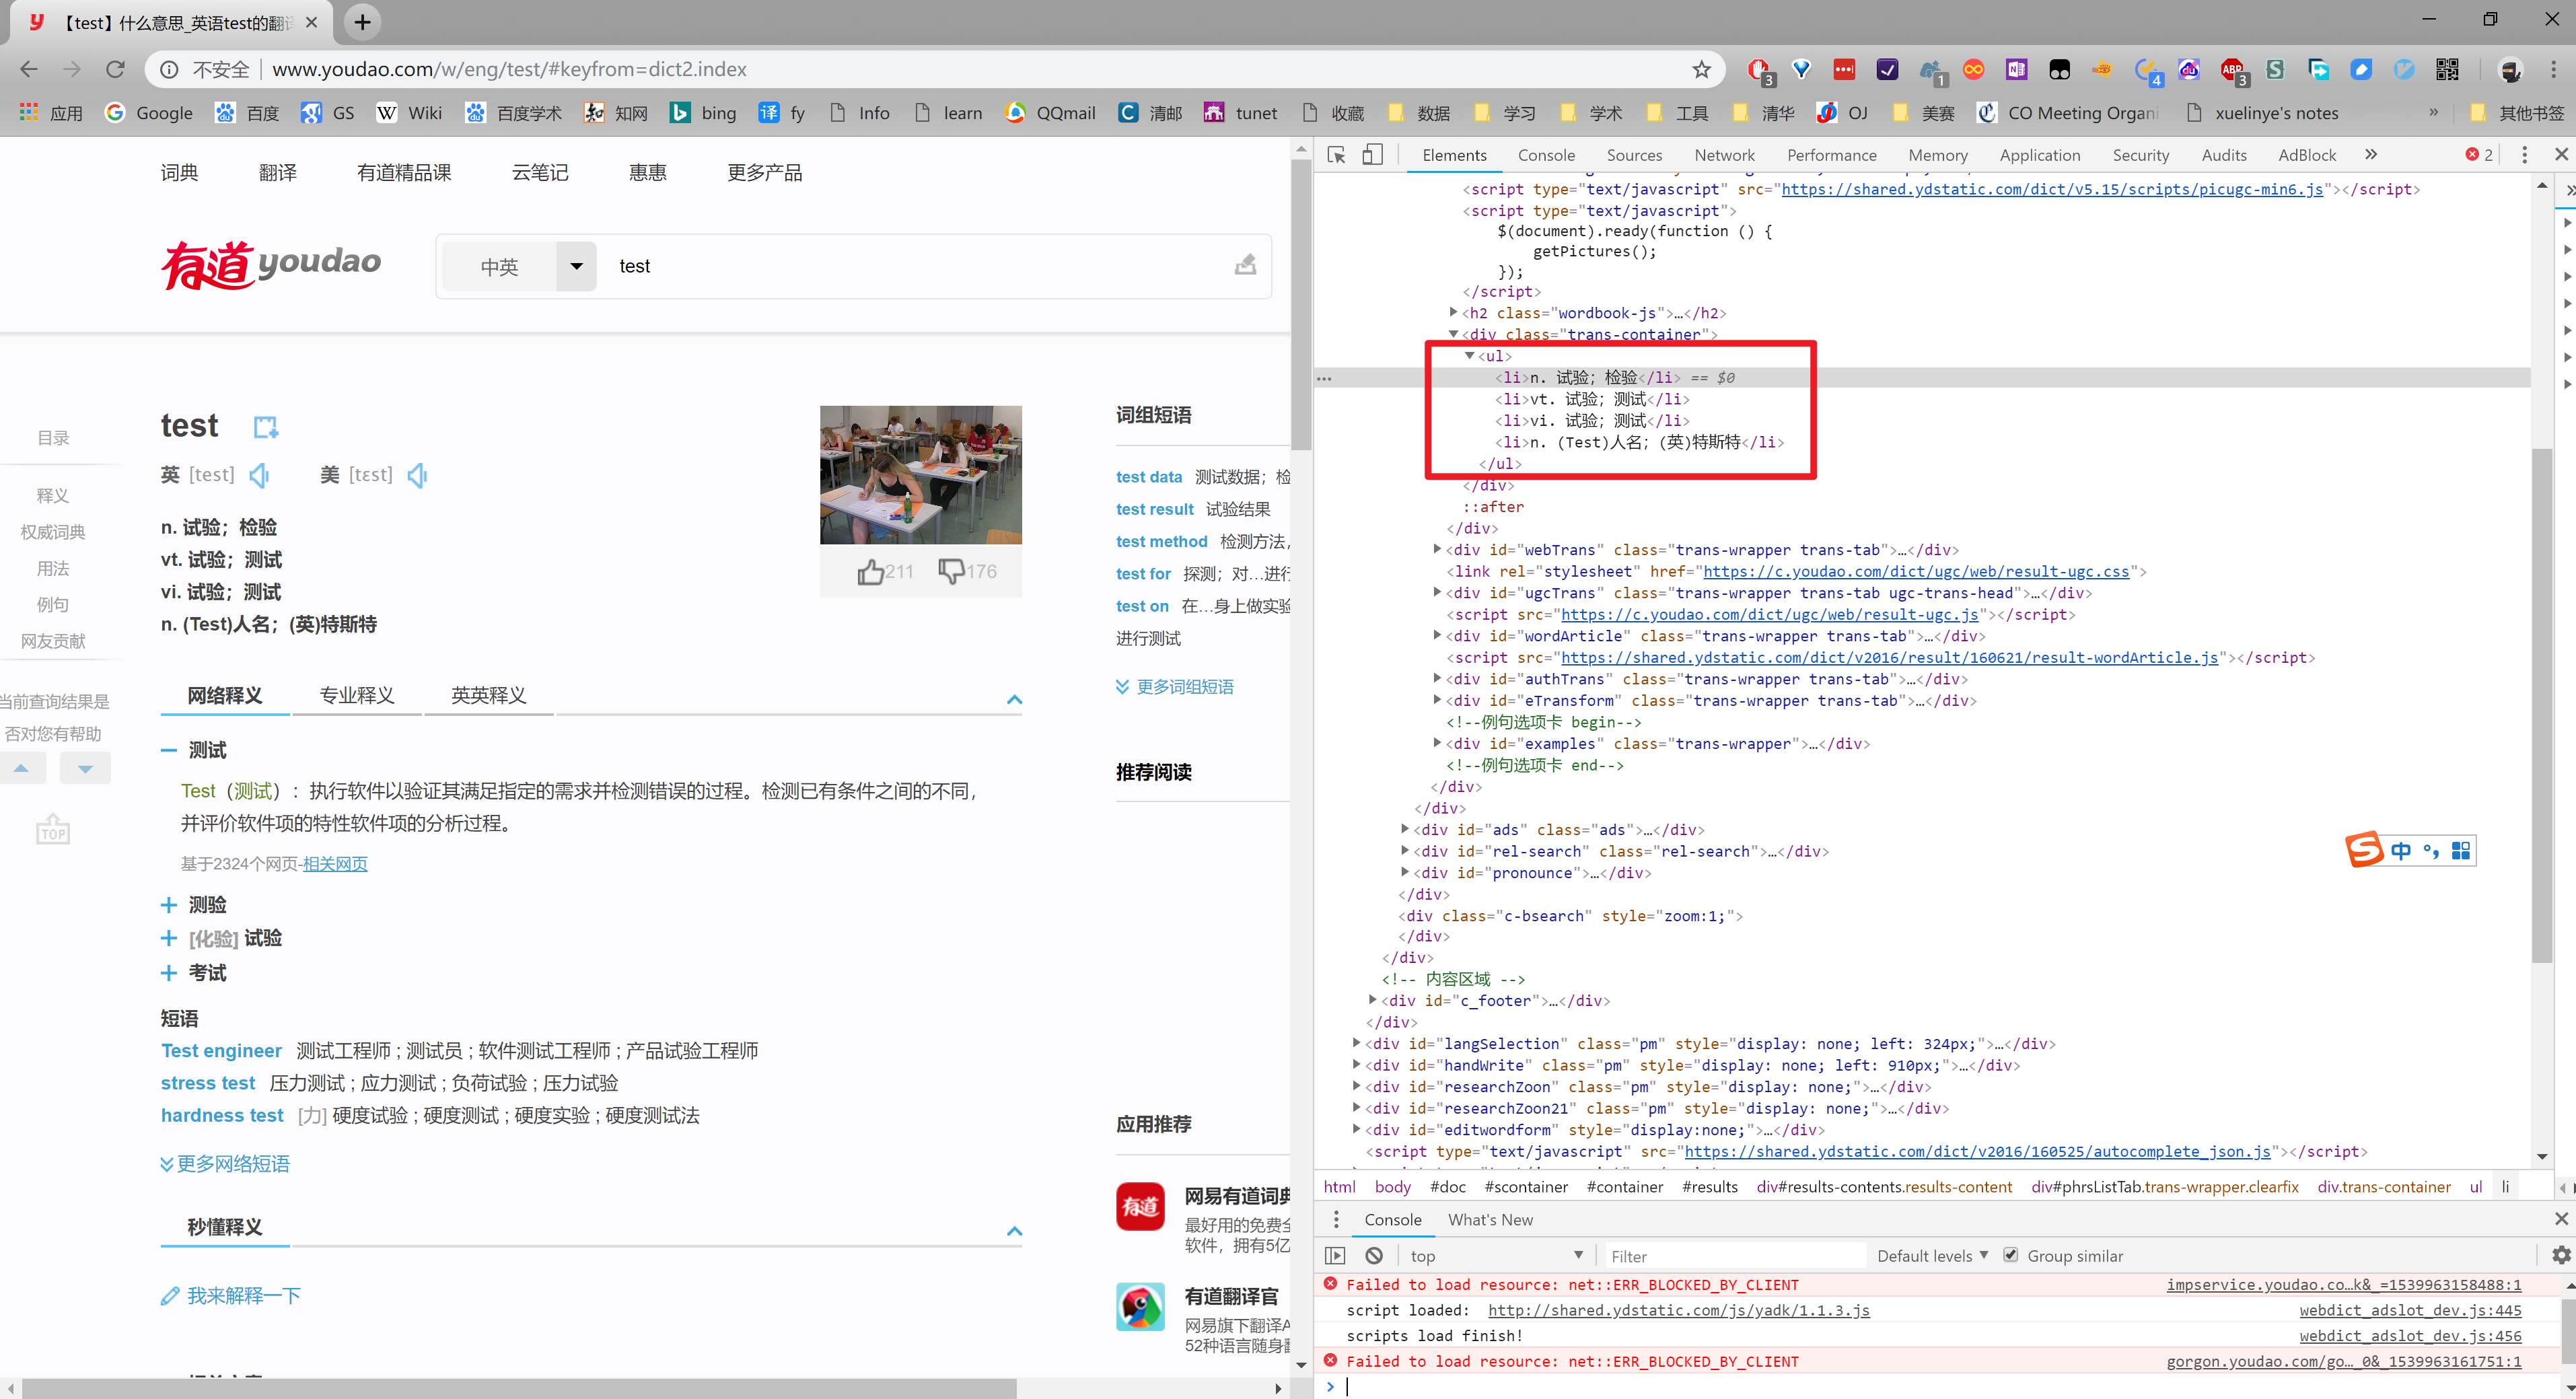 【test】什么意思_英语test的翻译
不安全 www.youdao.com/w/eng/test/#keyfrom=dict2.index
3 1 4 3
应用 Google 百度 GS Wiki 百度学术 知网 bing fy Info learn QQmail 清邮 tunet 收藏 数据 学习 学术 工具 清华 OJ 美赛 CO Meeting Organi xuelinye's notes » 其他书签
词典 翻译 有道精品课 云笔记 惠惠 更多产品
有道 youdao 中英 test
目录
释义
权威词典
用法
例句
网友贡献
当前查询结果是
否对您有帮助
TOP
test
英 [test] 美 [tɛst]
n. 试验；检验
vt. 试验；测试
vi. 试验；测试
n. (Test)人名；(英)特斯特
211 176
网络释义 专业释义 英英释义
测试
Test（测试）：执行软件以验证其满足指定的需求并检测错误的过程。检测已有条件之间的不同，
并评价软件项的特性软件项的分析过程。
基于2324个网页-相关网页
测验
[化验] 试验
考试
短语
Test engineer 测试工程师 ; 测试员 ; 软件测试工程师 ; 产品试验工程师
stress test 压力测试 ; 应力测试 ; 负荷试验 ; 压力试验
hardness test [力] 硬度试验 ; 硬度测试 ; 硬度实验 ; 硬度测试法
更多网络短语
秒懂释义
我来解释一下
词组短语
test data 测试数据；检
test result 试验结果
test method 检测方法，
test for 探测；对…进行
test on 在…身上做实验
进行测试
更多词组短语
推荐阅读
应用推荐
有道
网易有道词典
最好用的免费全
软件，拥有5亿
有道翻译官
网易旗下翻译A
52种语言随身翻
Elements Console Sources Network Performance Memory Application Security Audits AdBlock » 2
<script type="text/javascript" src="https://shared.ydstatic.com/dict/v5.15/scripts/picugc-min6.js"></script>
<script type="text/javascript">
$(document).ready(function () {
getPictures();
});
</script>
<h2 class="wordbook-js">…</h2>
<div class="trans-container">
<ul>
<li>n. 试验；检验</li> == $0
<li>vt. 试验；测试</li>
<li>vi. 试验；测试</li>
<li>n. (Test)人名；(英)特斯特</li>
</ul>
</div>
::after
</div>
<div id="webTrans" class="trans-wrapper trans-tab">…</div>
<link rel="stylesheet" href="https://c.youdao.com/dict/ugc/web/result-ugc.css">
<div id="ugcTrans" class="trans-wrapper trans-tab ugc-trans-head">…</div>
<script src="https://c.youdao.com/dict/ugc/web/result-ugc.js"></script>
<div id="wordArticle" class="trans-wrapper trans-tab">…</div>
<script src="https://shared.ydstatic.com/dict/v2016/result/160621/result-wordArticle.js"></script>
<div id="authTrans" class="trans-wrapper trans-tab">…</div>
<div id="eTransform" class="trans-wrapper trans-tab">…</div>
<!--例句选项卡 begin-->
<div id="examples" class="trans-wrapper">…</div>
<!--例句选项卡 end-->
</div>
</div>
<div id="ads" class="ads">…</div>
<div id="rel-search" class="rel-search">…</div>
<div id="pronounce">…</div>
</div>
<div class="c-bsearch" style="zoom:1;">
</div>
</div>
<!-- 内容区域 -->
<div id="c_footer">…</div>
</div>
<div id="langSelection" class="pm" style="display: none; left: 324px;">…</div>
<div id="handWrite" class="pm" style="display: none; left: 910px;">…</div>
<div id="researchZoon" class="pm" style="display: none;">…</div>
<div id="researchZoon21" class="pm" style="display: none;">…</div>
<div id="editwordform" style="display:none;">…</div>
<script type="text/javascript" src="https://shared.ydstatic.com/dict/v2016/160525/autocomplete_json.js"></script>
中
html body #doc #scontainer #container #results div#results-contents.results-content div#phrsListTab.trans-wrapper.clearfix div.trans-container ul li
Console What's New
top Filter Default levels Group similar
Failed to load resource: net::ERR_BLOCKED_BY_CLIENT impservice.youdao.co…k&_=1539963158488:1
script loaded: http://shared.ydstatic.com/js/yadk/1.1.3.js webdict_adslot_dev.js:445
scripts load finish! webdict_adslot_dev.js:456
Failed to load resource: net::ERR_BLOCKED_BY_CLIENT gorgon.youdao.com/go…_0&_1539963161751:1